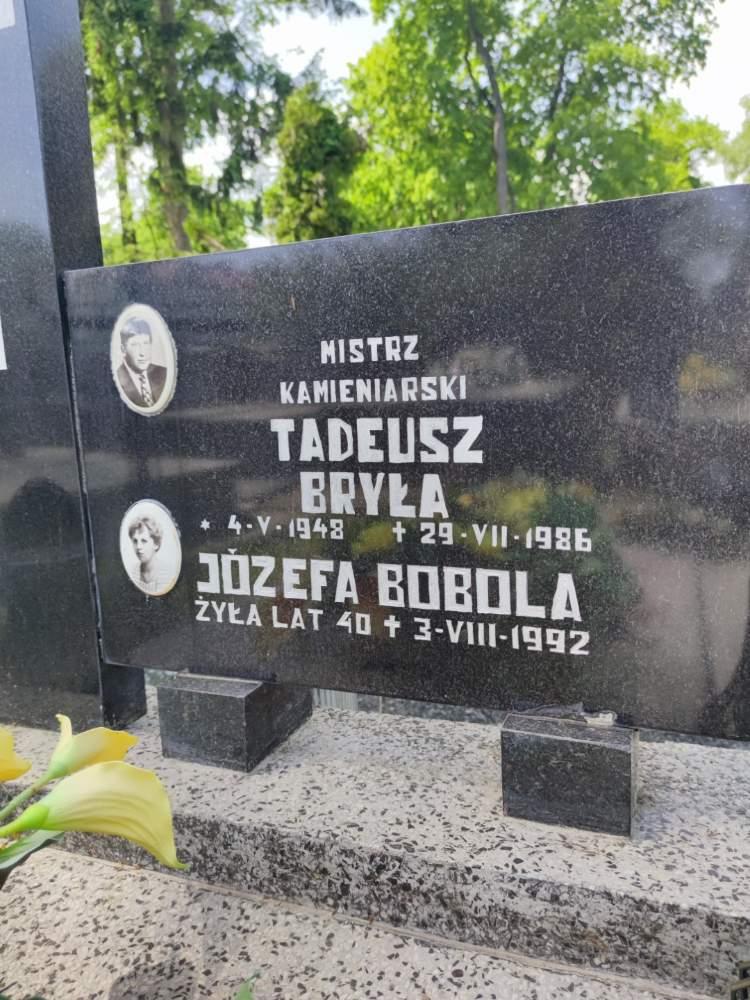 MISTRZ
KAMIENIARSKI
TADEUSZ
BRYŁA
* 4-V-1948 ✝ 29-VII-1986
JÓZEFA BOBOLA
ŻYŁA LAT 40 ✝ 3-VIII-1992